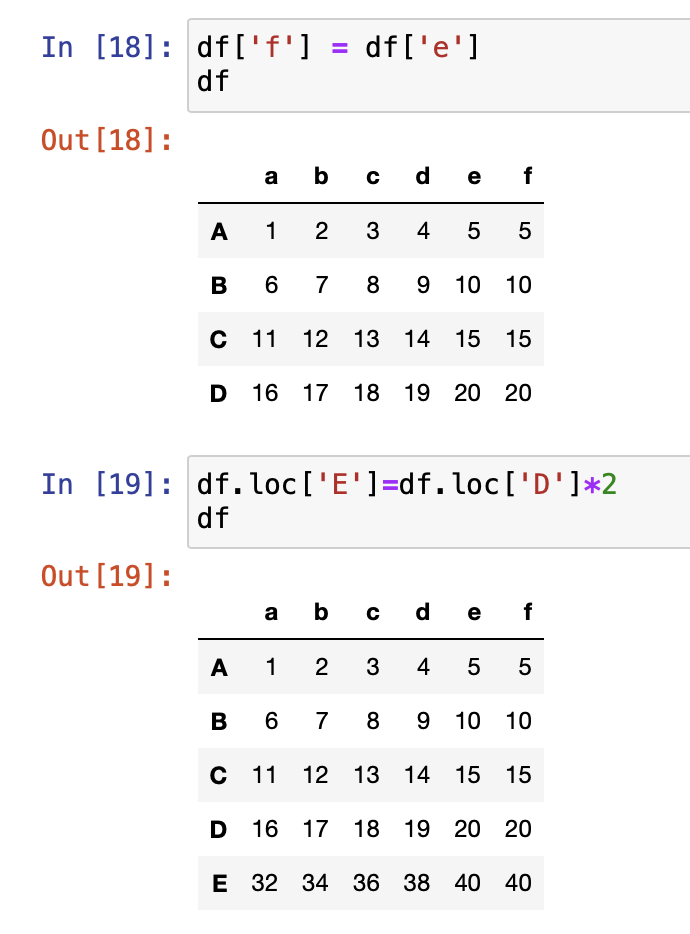 In [18]: df['f'] = df['e']
df
Out[18]:
a b c d e f
A 1 2 3 4 5 5
B 6 7 8 9 10 10
C 11 12 13 14 15 15
D 16 17 18 19 20 20
In [19]: df.loc['E']=df.loc['D']*2
df
Out[19]:
a b c d e f
A 1 2 3 4 5 5
B 6 7 8 9 10 10
C 11 12 13 14 15 15
D 16 17 18 19 20 20
E 32 34 36 38 40 40